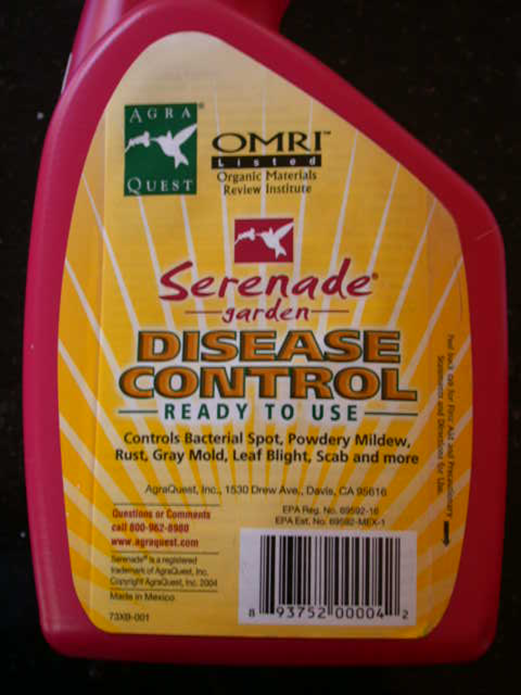 AGRA
QUEST
OMRI™
Listed
Organic Materials
Review Institute
Serenade®
garden
DISEASE
CONTROL
READY TO USE
Controls Bacterial Spot, Powdery Mildew,
Rust, Gray Mold, Leaf Blight, Scab and more
AgraQuest, Inc., 1530 Drew Ave., Davis, CA 95616
Questions or Comments
call 800-962-8980
www.agraquest.com
EPA Reg. No. 69592-16
EPA Est. No. 69592-MEX-1
Serenade® is a registered
trademark of AgraQuest, Inc.
Copyright AgraQuest, Inc. 2004
Made in Mexico
73XB-001
8 93752 00004 2
Peel back tab for First Aid and Precautionary
Statements and Directions for Use.